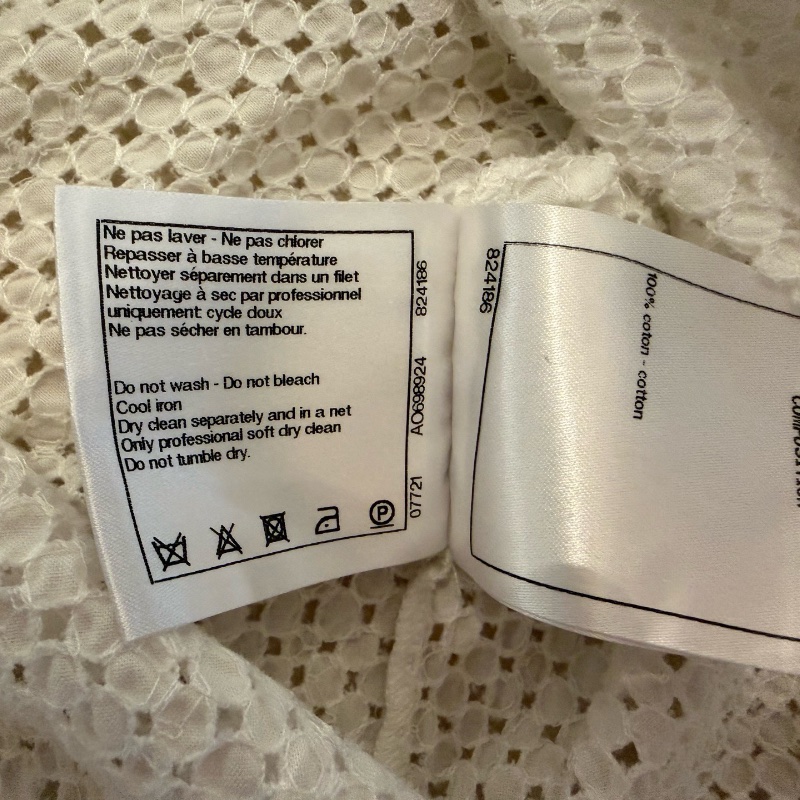 Ne pas laver - Ne pas chlorer
Repasser à basse température
Nettoyer séparement dans un filet
Nettoyage à sec par professionnel
uniquement: cycle doux
Ne pas sécher en tambour.
Do not wash - Do not bleach
Cool iron
Dry clean separately and in a net
Only professional soft dry clean
Do not tumble dry.
P
07721 AO698924 824186
824186
100% coton - cotton
COMPOSITION